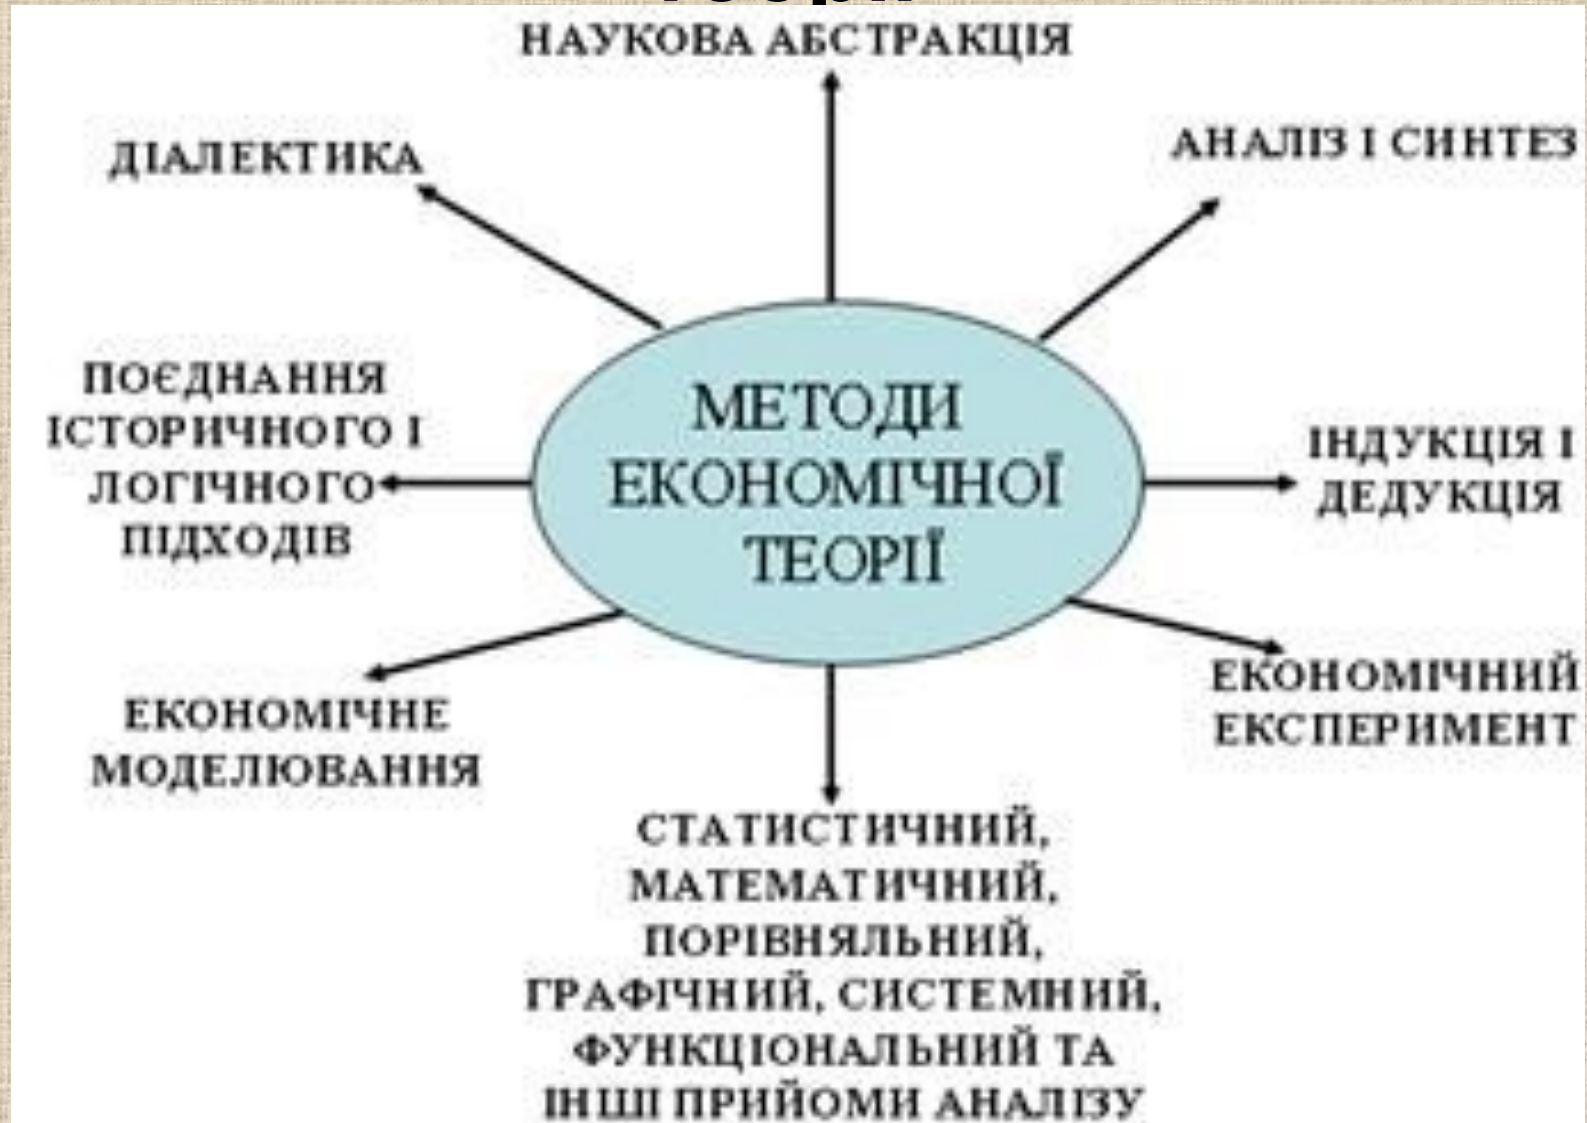 НАУКОВА АБСТРАКЦІЯ
ДІАЛЕКТИКА
АНАЛІЗ І СИНТЕЗ
ПОЄДНАННЯ
ІСТОРИЧНОГО І
ЛОГІЧНОГО
ПІДХОДІВ
МЕТОДИ
ЕКОНОМІЧНОЇ
ТЕОРІЇ
ІНДУКЦІЯ І
ДЕДУКЦІЯ
ЕКОНОМІЧНЕ
МОДЕЛЮВАННЯ
ЕКОНОМІЧНИЙ
ЕКСПЕРИМЕНТ
СТАТИСТИЧНИЙ,
МАТЕМАТИЧНИЙ,
ПОРІВНЯЛЬНИЙ,
ГРАФІЧНИЙ, СИСТЕМНИЙ,
ФУНКЦІОНАЛЬНИЙ ТА
ІНШІ ПРИЙОМИ АНАЛІЗУ